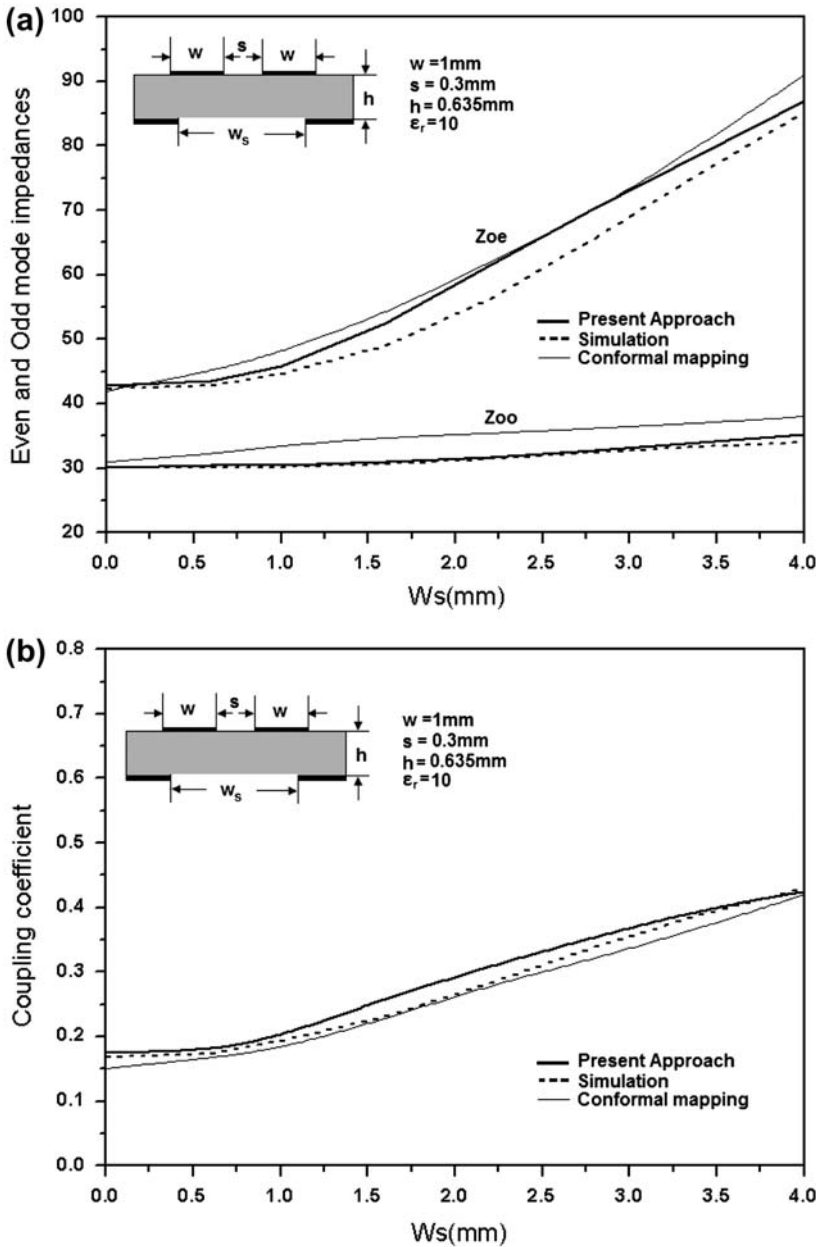 (a)
Even and Odd mode impedances
100
90
80
70
60
50
40
30
20
w s w
h
Ws
w =1mm
s = 0.3mm
h = 0.635mm
εr=10
Zoe
Present Approach
Simulation
Conformal mapping
Zoo
0.0 0.5 1.0 1.5 2.0 2.5 3.0 3.5 4.0
Ws(mm)
(b)
Coupling coefficient
0.8
0.7
0.6
0.5
0.4
0.3
0.2
0.1
0.0
w s w
h
Ws
w =1mm
s = 0.3mm
h = 0.635mm
εr=10
Present Approach
Simulation
Conformal mapping
0.0 0.5 1.0 1.5 2.0 2.5 3.0 3.5 4.0
Ws(mm)